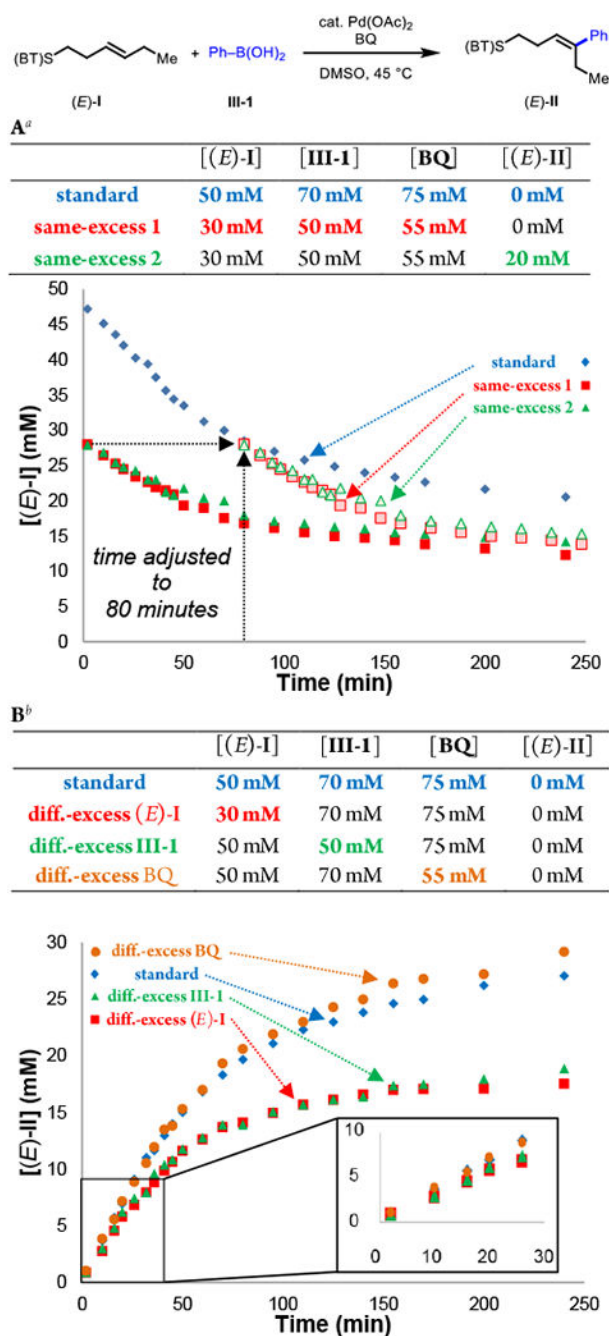 cat. Pd(OAc)2
BQ
(BT)S Me + Ph–B(OH)2 DMSO, 45 °C (BT)S Ph Me
(E)-I III-1 (E)-II
Aa
[(E)-I] [III-1] [BQ] [(E)-II]
standard 50 mM 70 mM 75 mM 0 mM
same-excess 1 30 mM 50 mM 55 mM 0 mM
same-excess 2 30 mM 50 mM 55 mM 20 mM
50
45
40
35
30
25
20
15
10
5
0
[(E)-I] (mM)
standard
same-excess 1
same-excess 2
time adjusted
to
80 minutes
0 50 100 150 200 250
Time (min)
Bb
[(E)-I] [III-1] [BQ] [(E)-II]
standard 50 mM 70 mM 75 mM 0 mM
diff.-excess (E)-I 30 mM 70 mM 75 mM 0 mM
diff.-excess III-1 50 mM 50 mM 75 mM 0 mM
diff.-excess BQ 50 mM 70 mM 55 mM 0 mM
30
25
20
15
10
5
0
[(E)-II] (mM)
diff.-excess BQ
standard
diff.-excess III-1
diff.-excess (E)-I
10
5
0
0 10 20 30
0 50 100 150 200 250
Time (min)